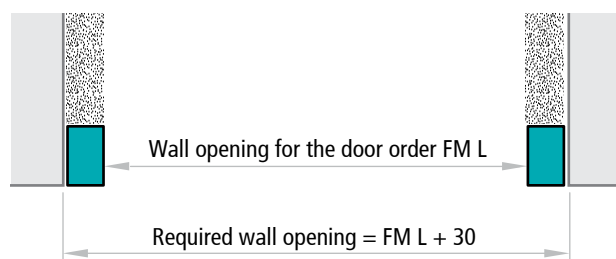 Wall opening for the door order FM L
Required wall opening = FM L + 30